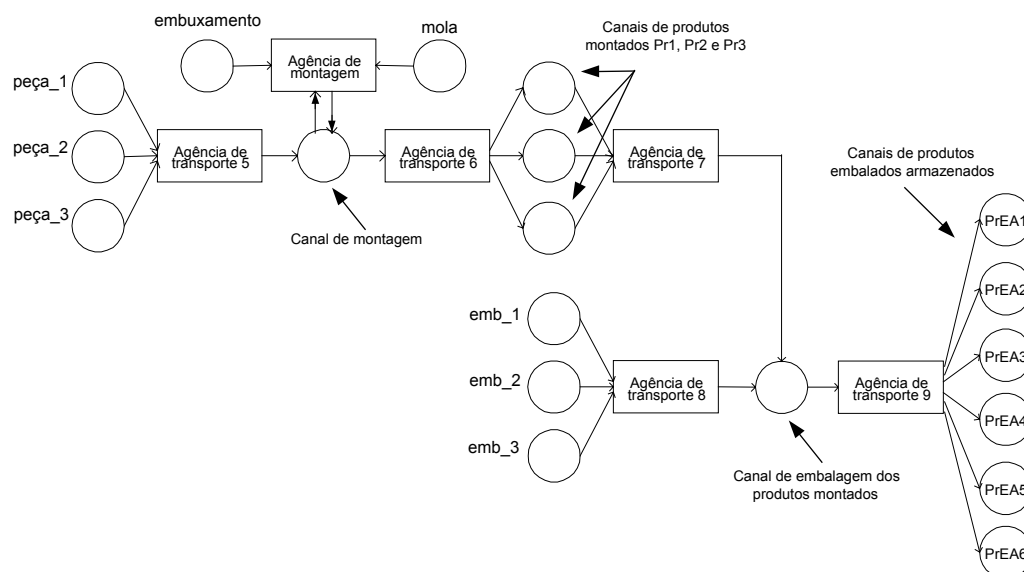 embuxamento
mola
Canais de produtos
montados Pr1, Pr2 e Pr3
Agência de
montagem
peça_1
peça_2
peça_3
Agência de
transporte 5
Agência de
transporte 6
Agência de
transporte 7
Canal de montagem
Canais de produtos
embalados armazenados
PrEA1
PrEA2
PrEA3
PrEA4
PrEA5
PrEA6
emb_1
emb_2
emb_3
Agência de
transporte 8
Agência de
transporte 9
Canal de embalagem dos
produtos montados